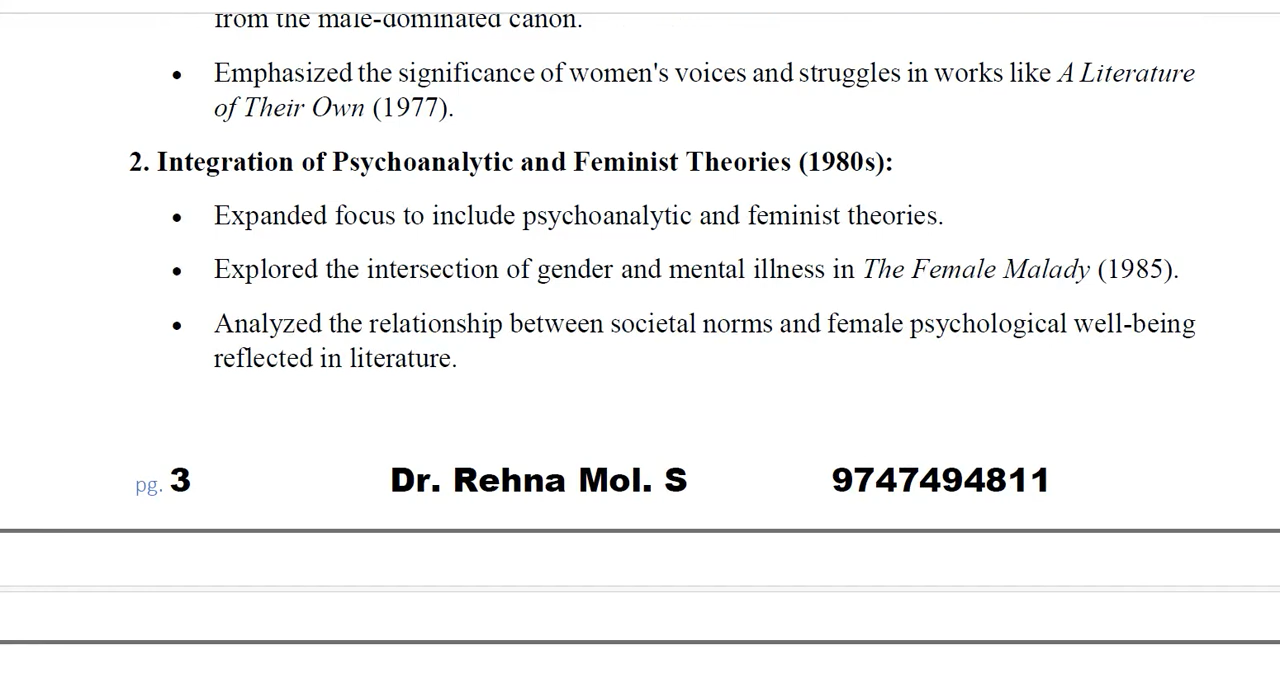 from the male-dominated canon.
• Emphasized the significance of women's voices and struggles in works like A Literature
of Their Own (1977).
2. Integration of Psychoanalytic and Feminist Theories (1980s):
• Expanded focus to include psychoanalytic and feminist theories.
• Explored the intersection of gender and mental illness in The Female Malady (1985).
• Analyzed the relationship between societal norms and female psychological well-being
reflected in literature.
pg. 3 Dr. Rehna Mol. S 9747494811